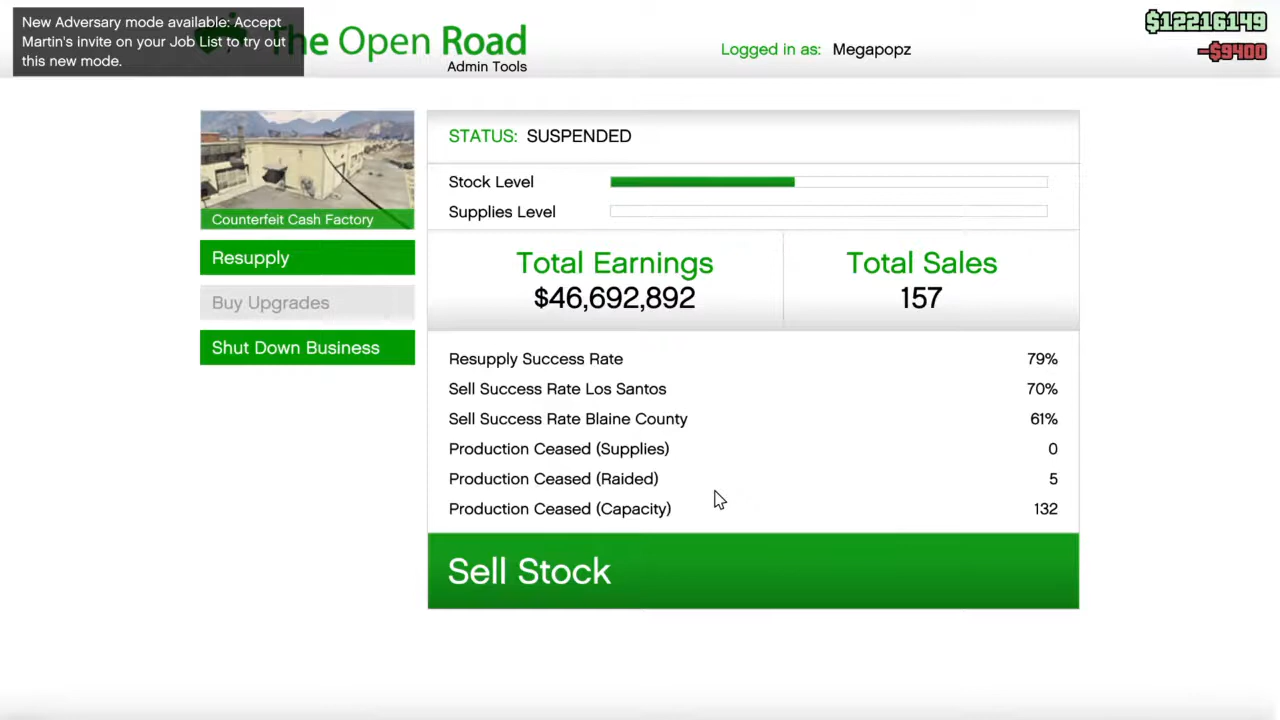 New Adversary mode available: Accept
Martin's invite on your Job List to try out
this new mode.
The Open Road
Admin Tools
Logged in as: Megapopz
$12216149
-$9400
Counterfeit Cash Factory
Resupply
Buy Upgrades
Shut Down Business
STATUS: SUSPENDED
Stock Level
Supplies Level
Total Earnings
$46,692,892
Total Sales
157
Resupply Success Rate 79%
Sell Success Rate Los Santos 70%
Sell Success Rate Blaine County 61%
Production Ceased (Supplies) 0
Production Ceased (Raided) 5
Production Ceased (Capacity) 132
Sell Stock